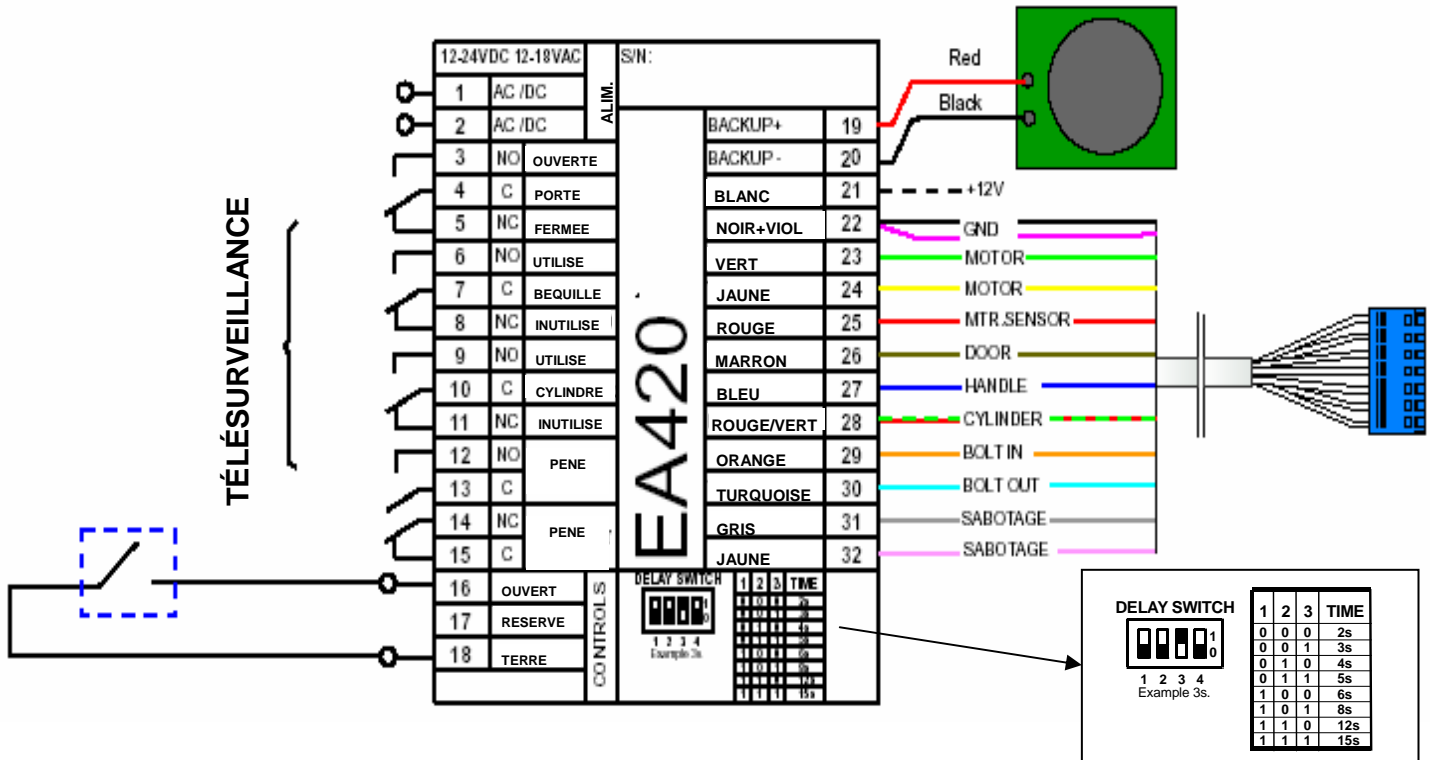 12-24VDC 12-18VAC
ALIM.
S/N:
1 AC /DC
2 AC /DC
3 NO OUVERTE
4 C PORTE
5 NC FERMEE
6 NO UTILISE
7 C BEQUILLE
8 NC INUTILISE
9 NO UTILISE
10 C CYLINDRE
11 NC INUTILISE
12 NO
PENE
13 C
14 NC
PENE
15 C
16 OUVERT
17 RESERVE
18 TERRE
CONTROLS
TÉLÉSURVEILLANCE
EA420
BACKUP+ 19
BACKUP - 20
BLANC 21
NOIR+VIOL 22
VERT 23
JAUNE 24
ROUGE 25
MARRON 26
BLEU 27
ROUGE/VERT 28
ORANGE 29
TURQUOISE 30
GRIS 31
JAUNE 32
Red
Black
+12V
GND
MOTOR
MOTOR
MTR.SENSOR
DOOR
HANDLE
CYLINDER
BOLT IN
BOLT OUT
SABOTAGE
SABOTAGE
DELAY SWITCH
1
0
1 2 3 4
Example 3s.
1 2 3 TIME
DELAY SWITCH
1
0
1 2 3 4
Example 3s.
1 2 3 TIME
0 0 0 2s
0 0 1 3s
0 1 0 4s
0 1 1 5s
1 0 0 6s
1 0 1 8s
1 1 0 12s
1 1 1 15s